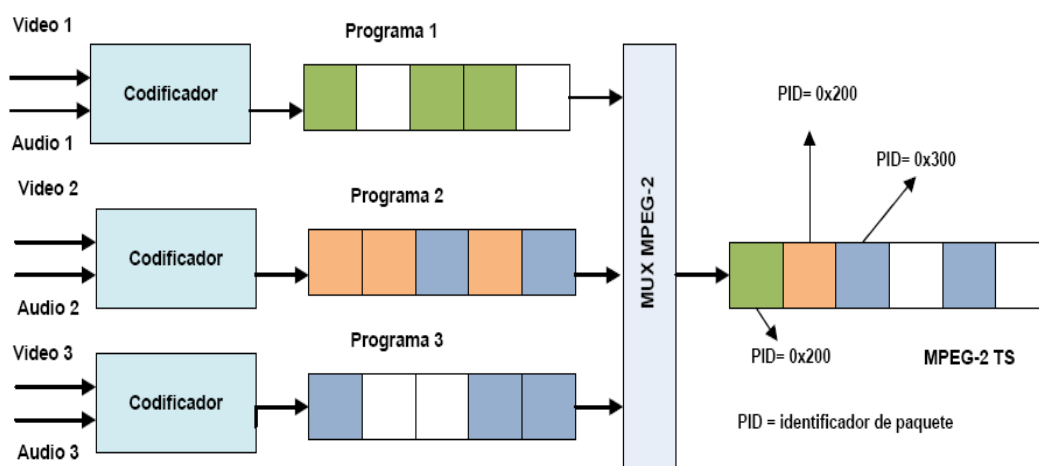 Video 1
Codificador
Audio 1
Programa 1
Video 2
Codificador
Audio 2
Programa 2
Video 3
Codificador
Audio 3
Programa 3
MUX MPEG-2
PID= 0x200
PID= 0x300
PID= 0x200
MPEG-2 TS
PID = identificador de paquete